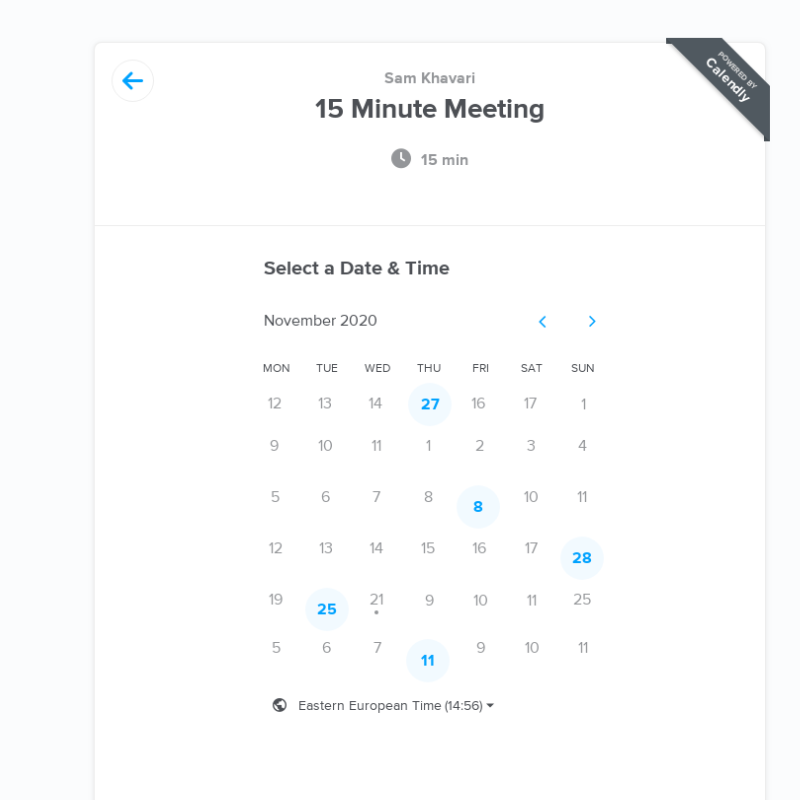 POWERED BY
Calendly
Sam Khavari
15 Minute Meeting
15 min
Select a Date & Time
November 2020
MON TUE WED THU FRI SAT SUN
12 13 14 27 16 17 1
9 10 11 1 2 3 4
5 6 7 8 8 10 11
12 13 14 15 16 17 28
19 25 21 9 10 11 25
5 6 7 11 9 10 11
Eastern European Time (14:56)